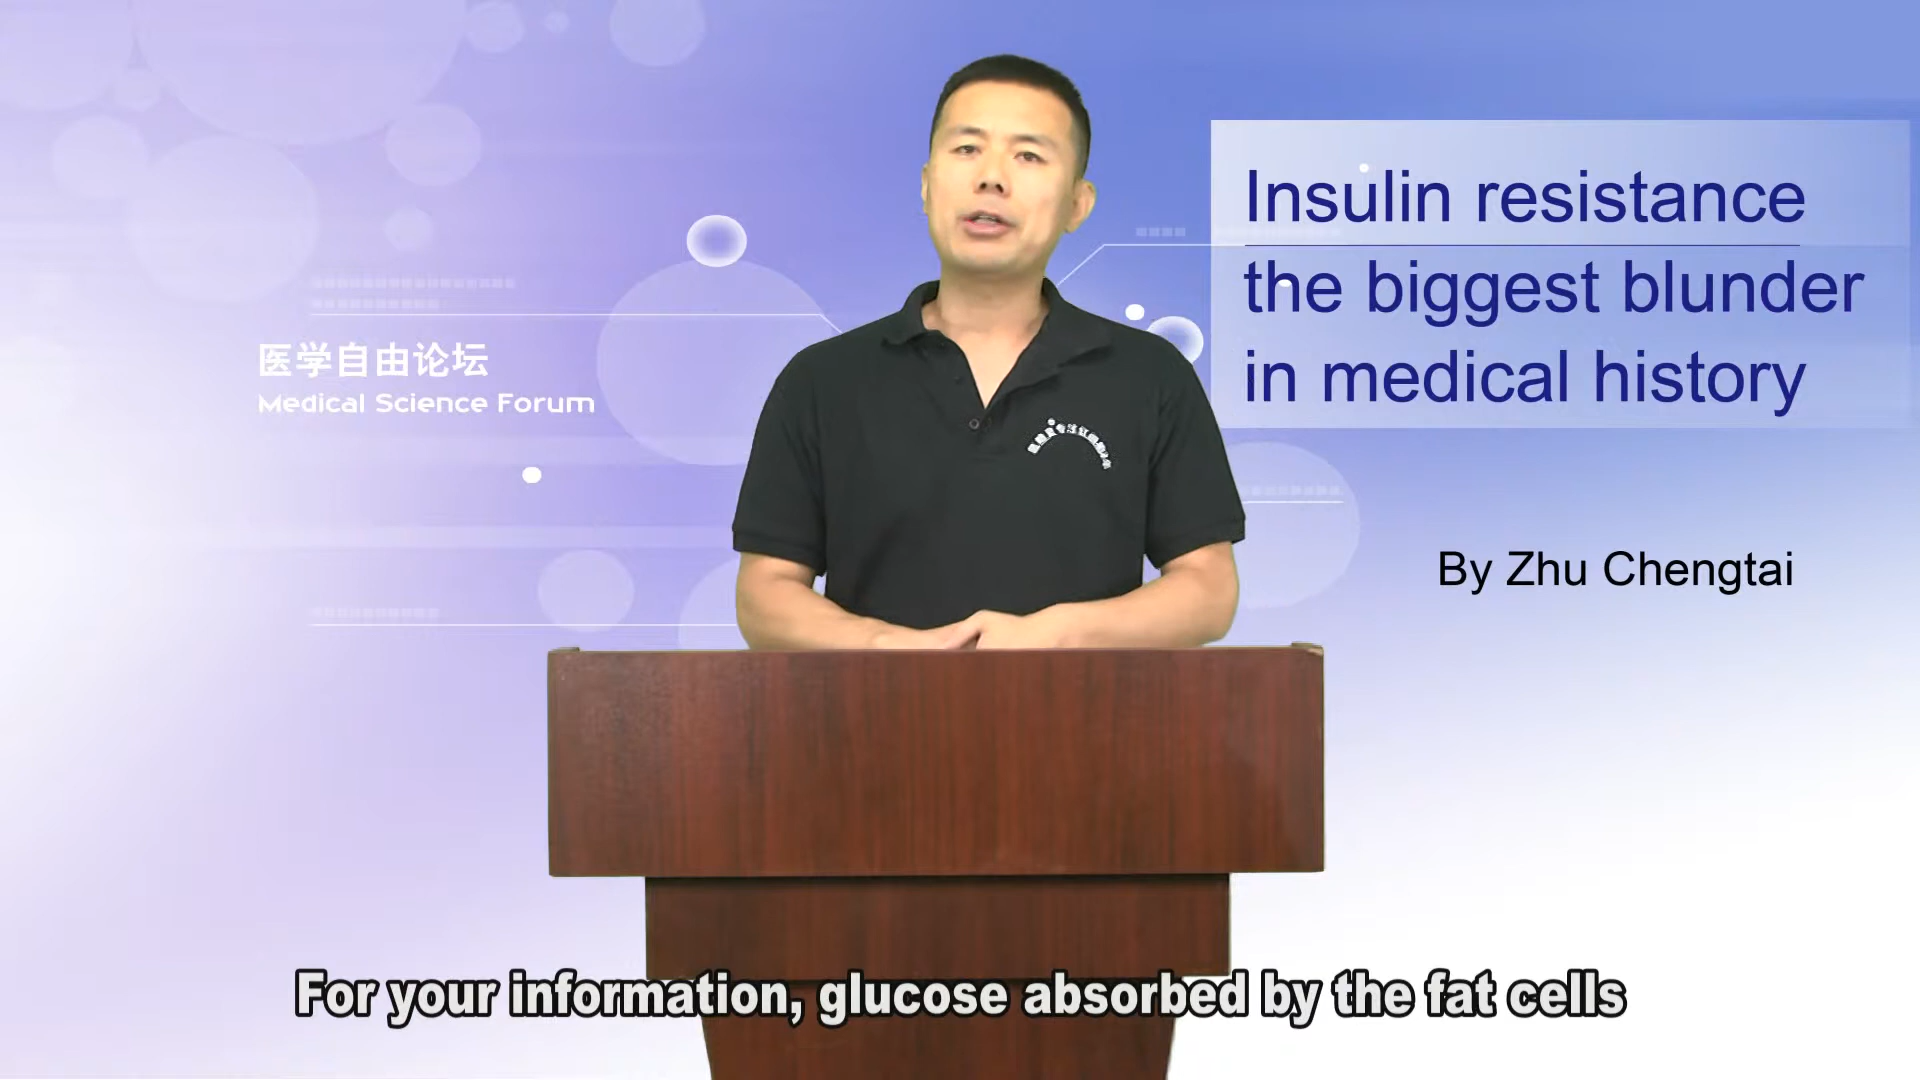 Insulin resistance
the biggest blunder
in medical history
医学自由论坛
Medical Science Forum
By Zhu Chengtai
For your information, glucose absorbed by the fat cells